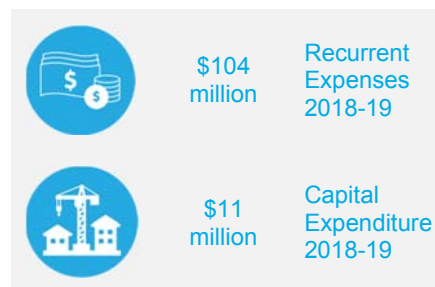 $104
million
Recurrent
Expenses
2018-19
$
$
$11
million
Capital
Expenditure
2018-19